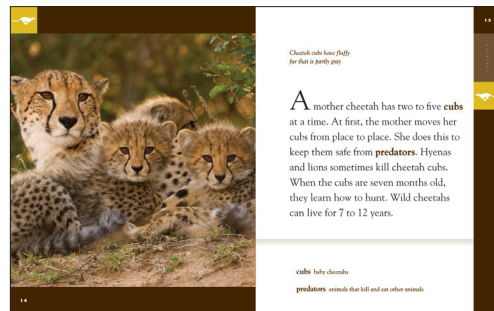 Cheetah cubs have fluffy
fur that is partly gray
A mother cheetah has two to five cubs
at a time. At first, the mother moves her
cubs from place to place. She does this to
keep them safe from predators. Hyenas
and lions sometimes kill cheetah cubs.
When the cubs are seven months old,
they learn how to hunt. Wild cheetahs
can live for 7 to 12 years.
cubs baby cheetahs
predators animals that kill and eat other animals
14
15